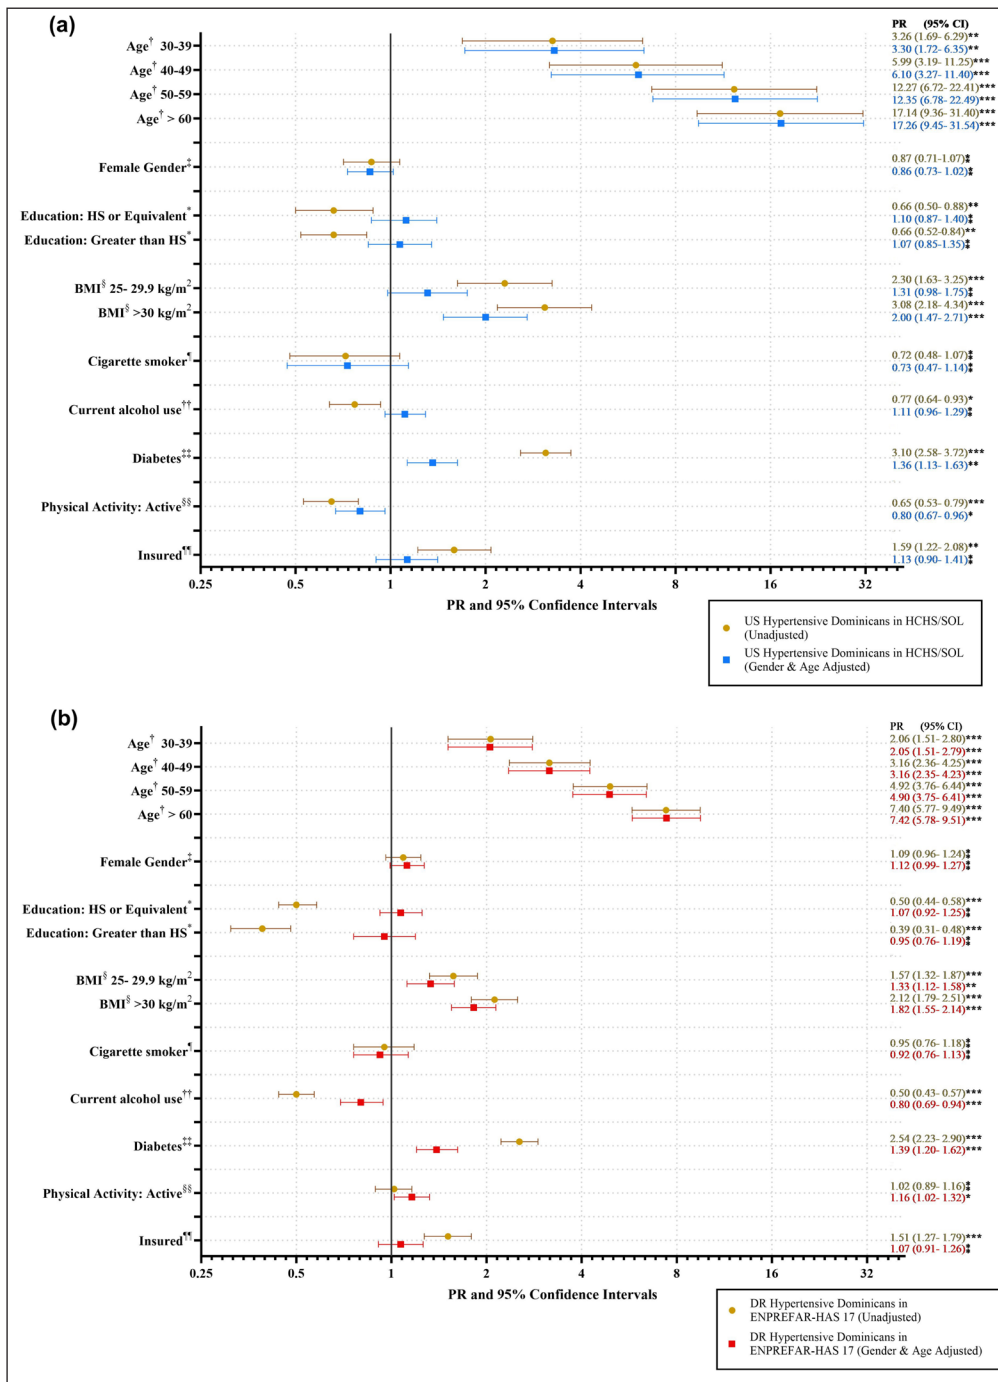 (a)
PR (95% CI)
Age† 30-39
3.26 (1.69- 6.29)**
3.30 (1.72- 6.35)**
Age† 40-49
5.99 (3.19- 11.25)***
6.10 (3.27- 11.40)***
Age† 50-59
12.27 (6.72- 22.41)***
12.35 (6.78- 22.49)***
Age† > 60
17.14 (9.36- 31.40)***
17.26 (9.45- 31.54)***
Female Gender‡
0.87 (0.71-1.07)⁑
0.86 (0.73- 1.02)⁑
Education: HS or Equivalent*
0.66 (0.50- 0.88)**
1.10 (0.87- 1.40)⁑
Education: Greater than HS*
0.66 (0.52-0.84)**
1.07 (0.85-1.35)⁑
BMI§ 25- 29.9 kg/m²
2.30 (1.63- 3.25)***
1.31 (0.98- 1.75)⁑
BMI§ >30 kg/m²
3.08 (2.18- 4.34)***
2.00 (1.47- 2.71)***
Cigarette smoker¶
0.72 (0.48- 1.07)⁑
0.73 (0.47- 1.14)⁑
Current alcohol use††
0.77 (0.64- 0.93)*
1.11 (0.96- 1.29)⁑
Diabetes‡‡
3.10 (2.58- 3.72)***
1.36 (1.13- 1.63)**
Physical Activity: Active§§
0.65 (0.53- 0.79)***
0.80 (0.67- 0.96)*
Insured¶¶
1.59 (1.22- 2.08)**
1.13 (0.90- 1.41)⁑
0.25 0.5 1 2 4 8 16 32
PR and 95% Confidence Intervals
US Hypertensive Dominicans in HCHS/SOL
(Unadjusted)
US Hypertensive Dominicans in HCHS/SOL
(Gender & Age Adjusted)
(b)
PR (95% CI)
Age† 30-39
2.06 (1.51- 2.80)***
2.05 (1.51- 2.79)***
Age† 40-49
3.16 (2.36- 4.25)***
3.16 (2.35- 4.23)***
Age† 50-59
4.92 (3.76- 6.44)***
4.90 (3.75- 6.41)***
Age† > 60
7.40 (5.77- 9.49)***
7.42 (5.78- 9.51)***
Female Gender‡
1.09 (0.96- 1.24)⁑
1.12 (0.99- 1.27)⁑
Education: HS or Equivalent*
0.50 (0.44- 0.58)***
1.07 (0.92- 1.25)⁑
Education: Greater than HS*
0.39 (0.31- 0.48)***
0.95 (0.76- 1.19)⁑
BMI§ 25- 29.9 kg/m²
1.57 (1.32- 1.87)***
1.33 (1.12- 1.58)**
BMI§ >30 kg/m²
2.12 (1.79- 2.51)***
1.82 (1.55- 2.14)***
Cigarette smoker¶
0.95 (0.76- 1.18)⁑
0.92 (0.76- 1.13)⁑
Current alcohol use††
0.50 (0.43- 0.57)***
0.80 (0.69- 0.94)***
Diabetes‡‡
2.54 (2.23- 2.90)***
1.39 (1.20- 1.62)***
Physical Activity: Active§§
1.02 (0.89- 1.16)⁑
1.16 (1.02- 1.32)*
Insured¶¶
1.51 (1.27- 1.79)***
1.07 (0.91- 1.26)⁑
0.25 0.5 1 2 4 8 16 32
PR and 95% Confidence Intervals
DR Hypertensive Dominicans in
ENPREFAR-HAS 17 (Unadjusted)
DR Hypertensive Dominicans in
ENPREFAR-HAS 17 (Gender & Age Adjusted)